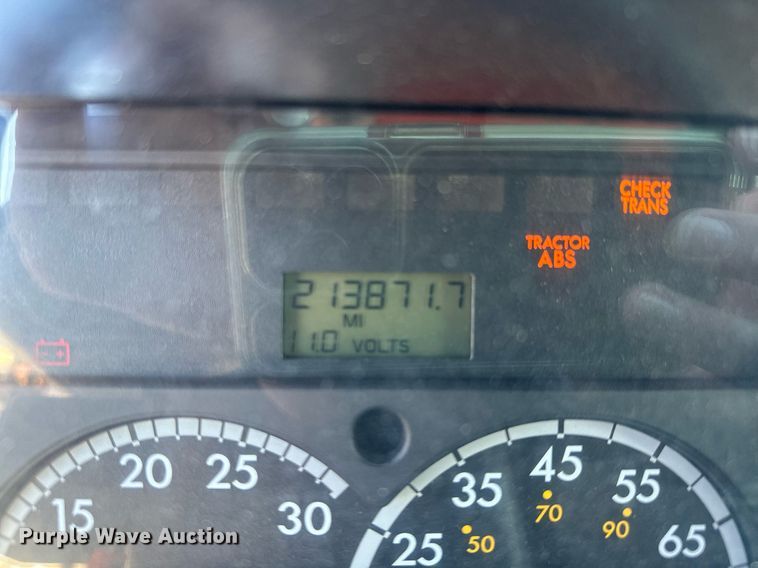 CHECK
TRANS
TRACTOR
ABS
213871.7
MI
11.0 VOLTS
15 20 25 30
25 35 45 55 65
50 70 90
Purple Wave Auction